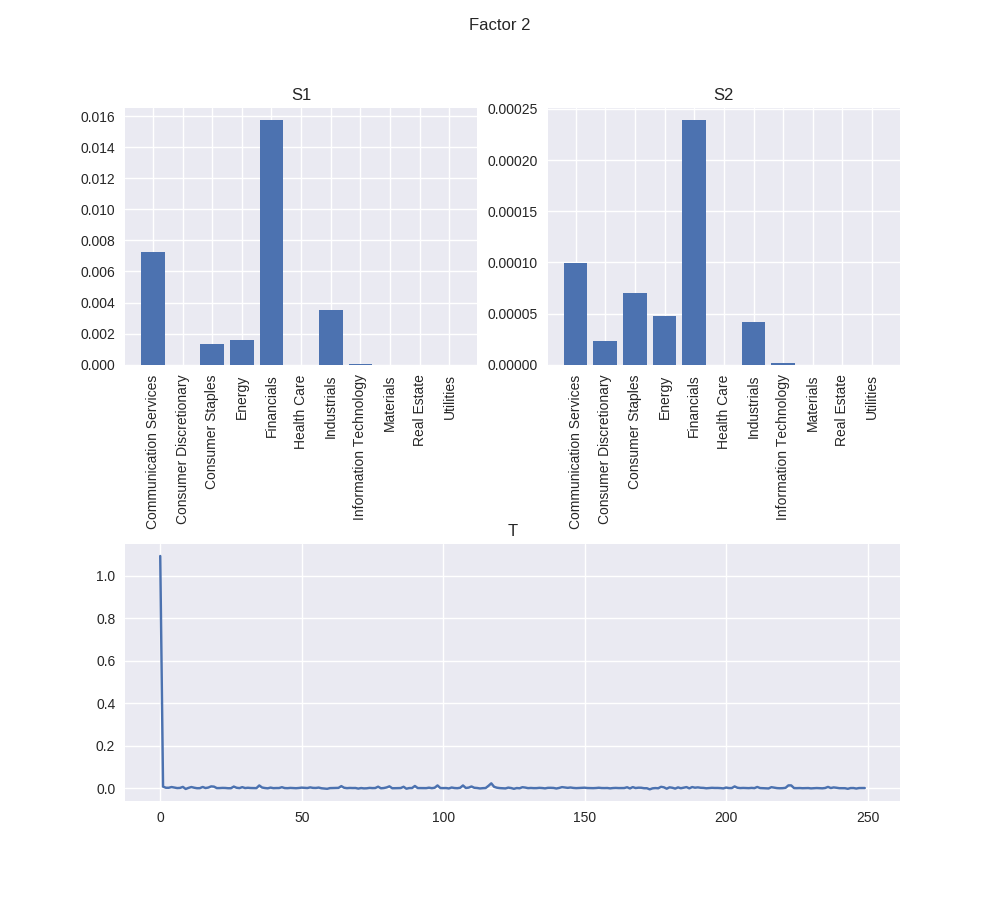 Factor 2
S1
0.016
0.014
0.012
0.010
0.008
0.006
0.004
0.002
0.000
Communication Services
Consumer Discretionary
Consumer Staples
Energy
Financials
Health Care
Industrials
Information Technology
Materials
Real Estate
Utilities
S2
0.00025
0.00020
0.00015
0.00010
0.00005
0.00000
Communication Services
Consumer Discretionary
Consumer Staples
Energy
Financials
Health Care
Industrials
Information Technology
Materials
Real Estate
Utilities
T
1.0
0.8
0.6
0.4
0.2
0.0
0
50
100
150
200
250